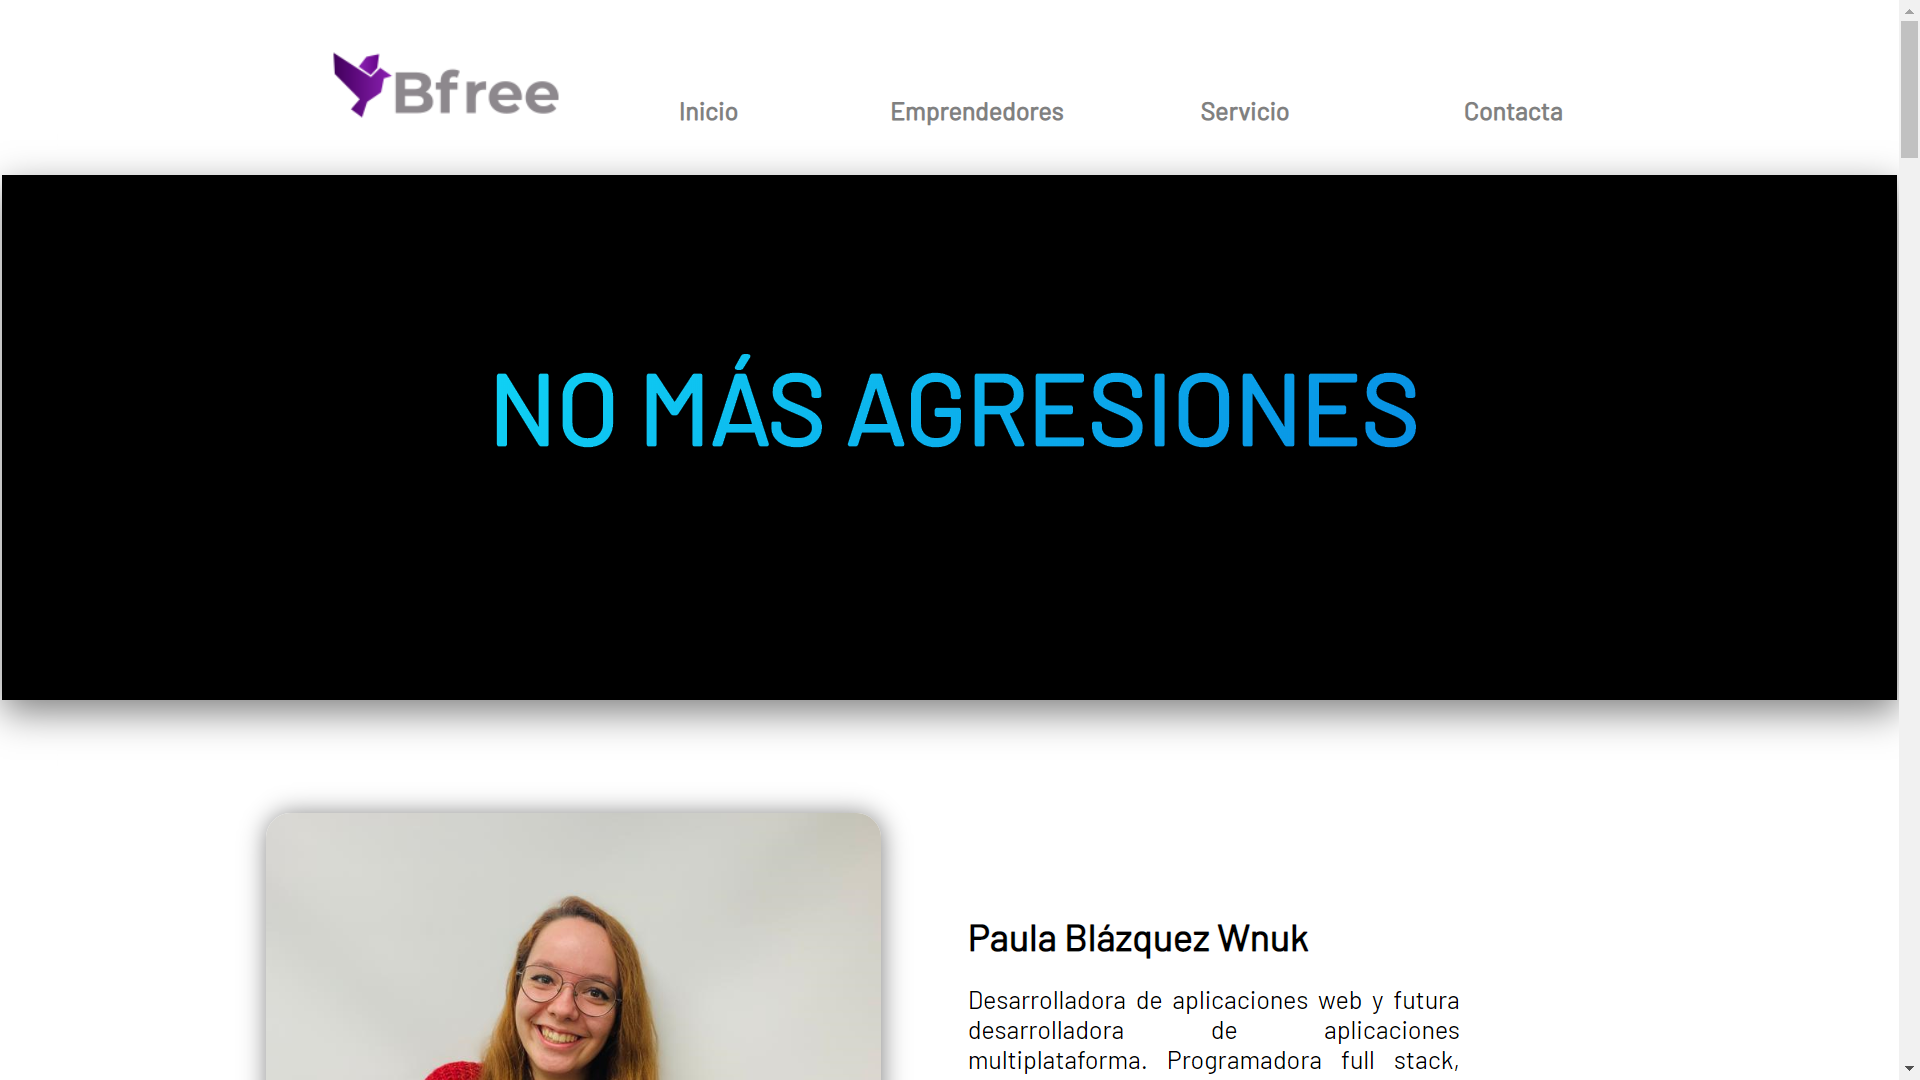 Bfree
Inicio
Emprendedores
Servicio
Contacta
NO MÁS AGRESIONES
Paula Blázquez Wnuk
Desarrolladora de aplicaciones web y futura
desarrolladora de aplicaciones
multiplataforma. Programadora full stack,